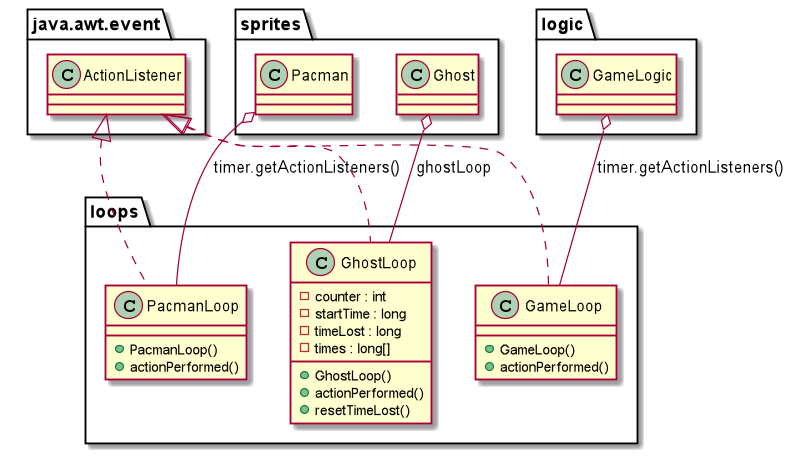 java.awt.event
sprites
logic
C ActionListener
C Pacman
C Ghost
C GameLogic
timer.getActionListeners()
ghostLoop
timer.getActionListeners()
loops
C PacmanLoop
PacmanLoop()
actionPerformed()
C GhostLoop
counter : int
startTime : long
timeLost : long
times : long[]
GhostLoop()
actionPerformed()
resetTimeLost()
C GameLoop
GameLoop()
actionPerformed()